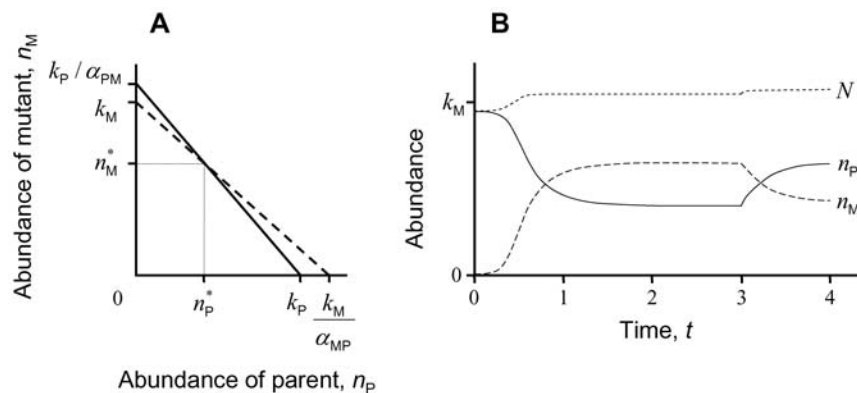 A
Abundance of mutant, n_M
k_P / α_PM
k_M
n*_M
0
n*_P
k_P
k_M
α_MP
Abundance of parent, n_P
B
Abundance
k_M
0
N
n_P
n_M
0 1 2 3 4
Time, t